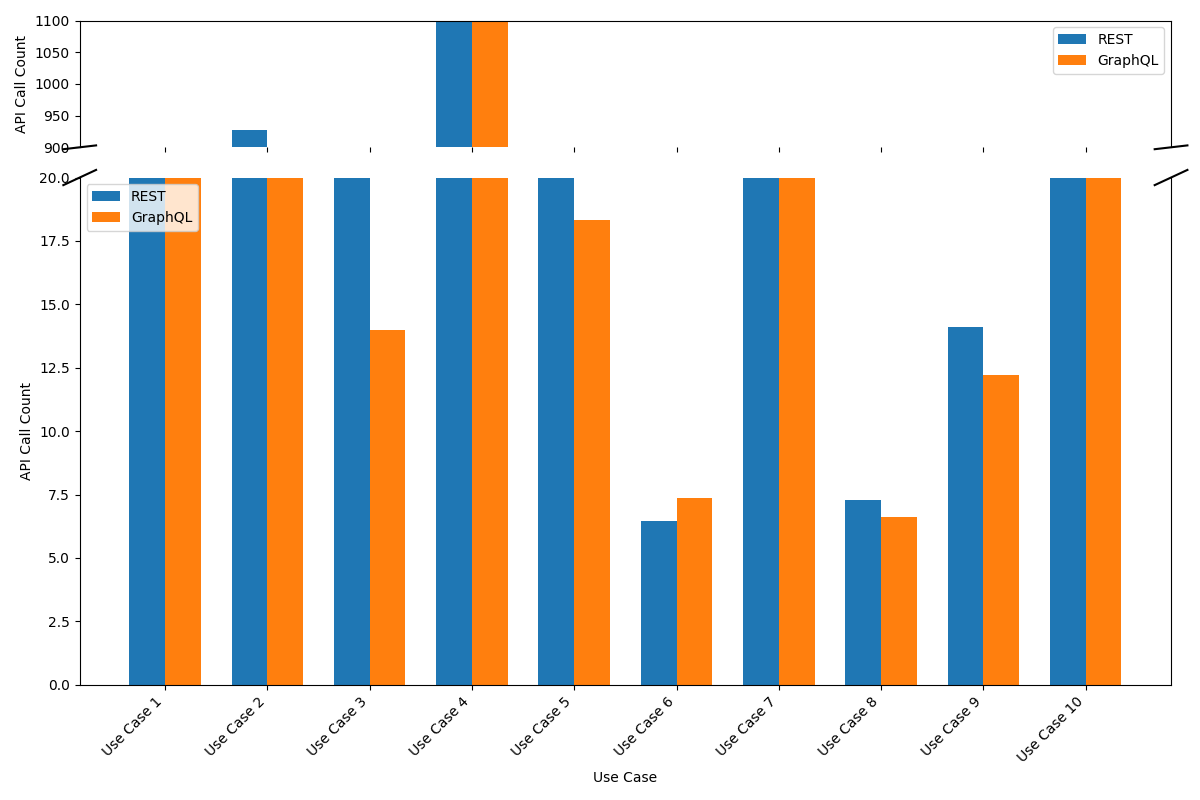 API Call Count
1100
1050
1000
950
900
REST
GraphQL
API Call Count
20.0
17.5
15.0
12.5
10.0
7.5
5.0
2.5
0.0
REST
GraphQL
Use Case 1
Use Case 2
Use Case 3
Use Case 4
Use Case 5
Use Case 6
Use Case 7
Use Case 8
Use Case 9
Use Case 10
Use Case